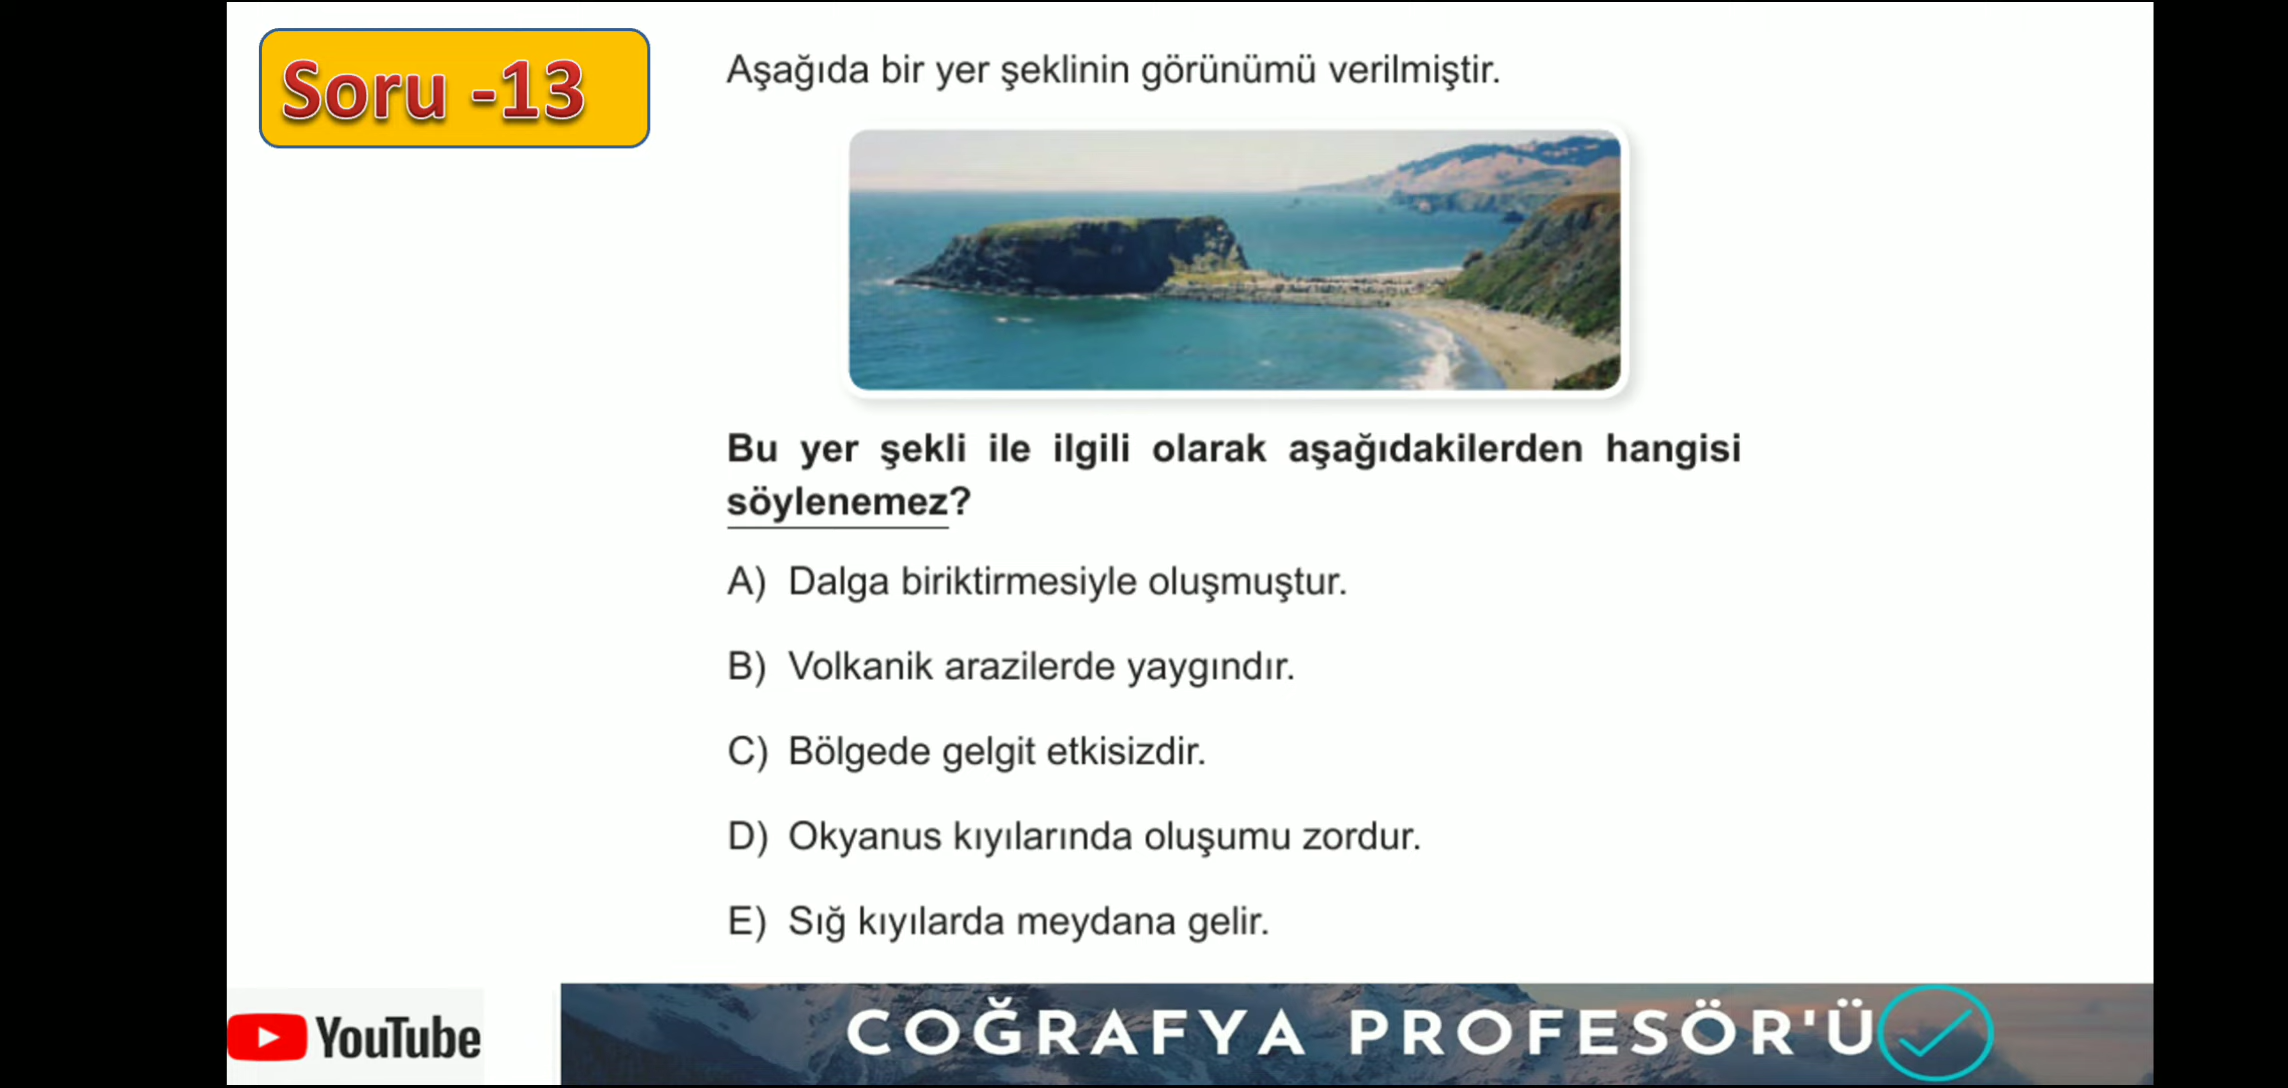 Soru -13
Aşağıda bir yer şeklinin görünümü verilmiştir.
Bu yer şekli ile ilgili olarak aşağıdakilerden hangisi
söylenemez?
A) Dalga biriktirmesiyle oluşmuştur.
B) Volkanik arazilerde yaygındır.
C) Bölgede gelgit etkisizdir.
D) Okyanus kıyılarında oluşumu zordur.
E) Sığ kıyılarda meydana gelir.
YouTube
COĞRAFYA PROFESÖR'Ü